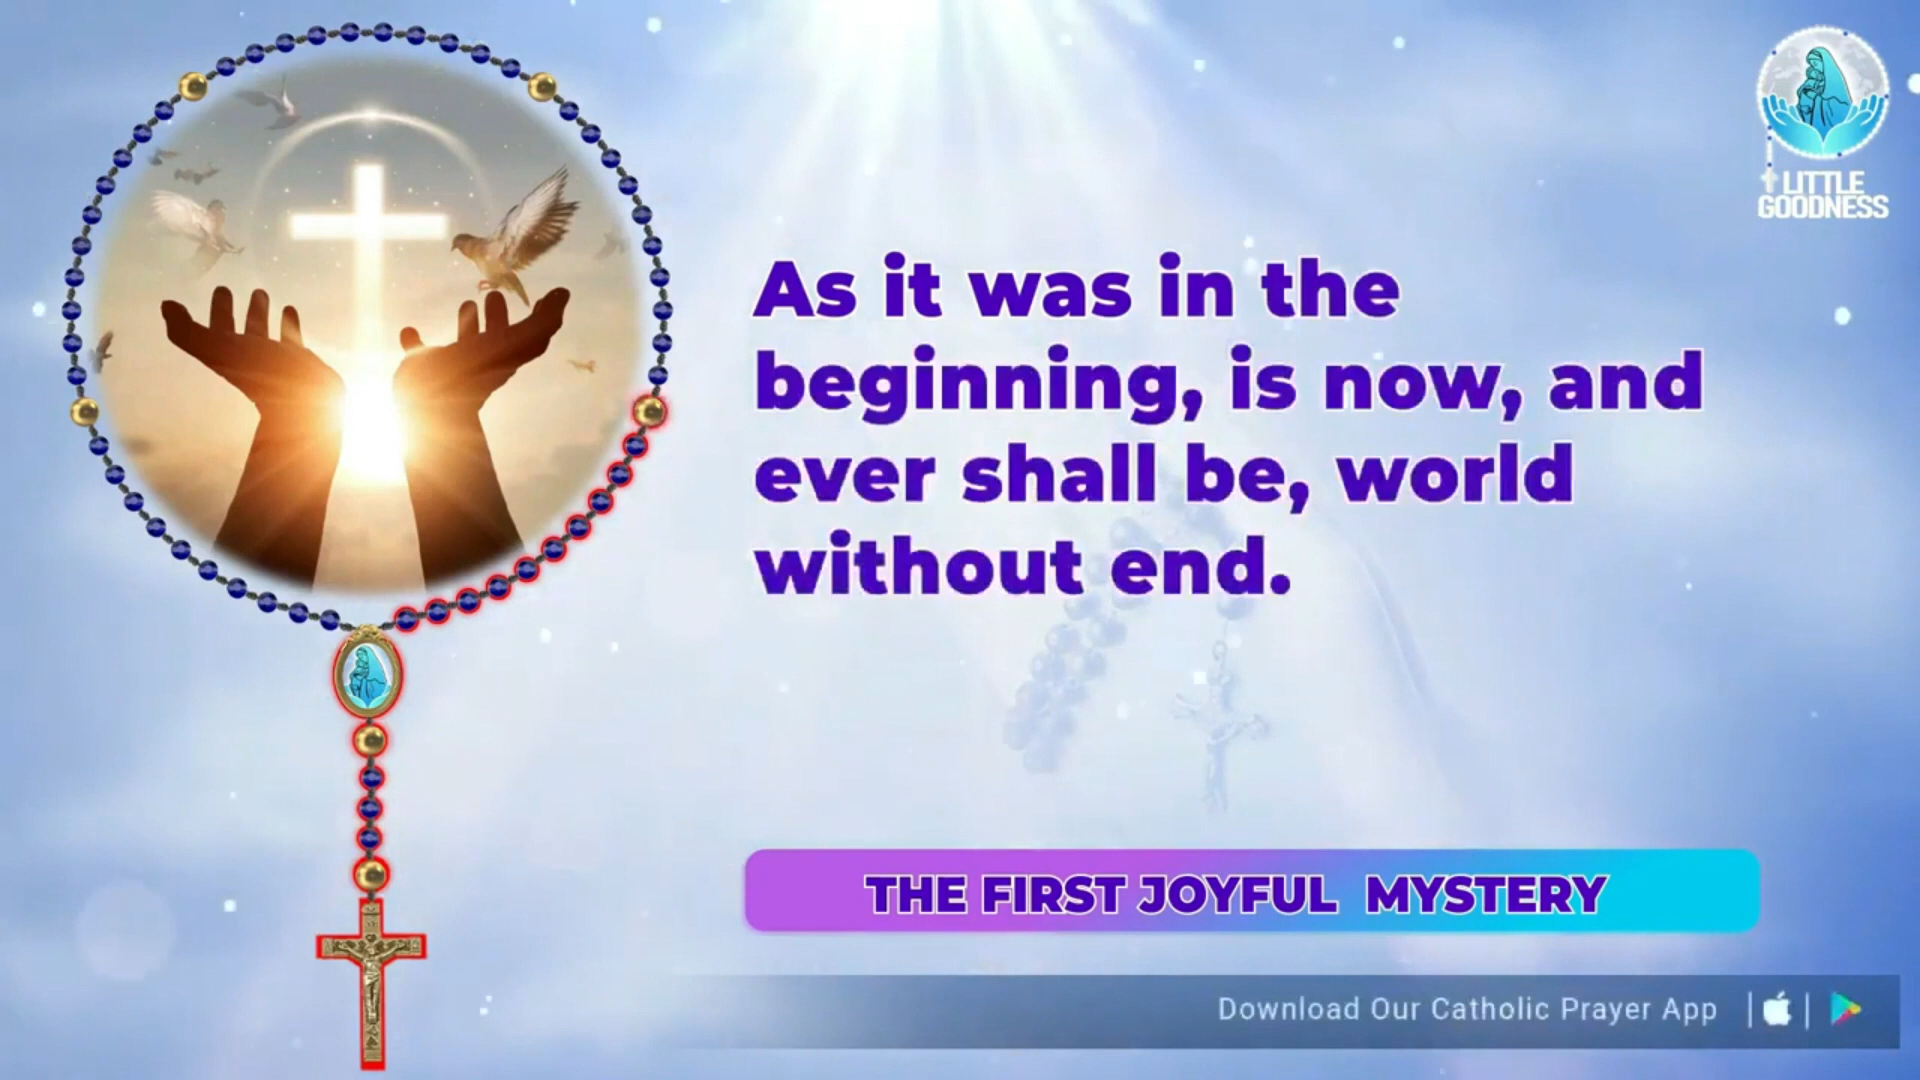 LITTLE
GOODNESS
As it was in the
beginning, is now, and
ever shall be, world
without end.
THE FIRST JOYFUL MYSTERY
Download Our Catholic Prayer App